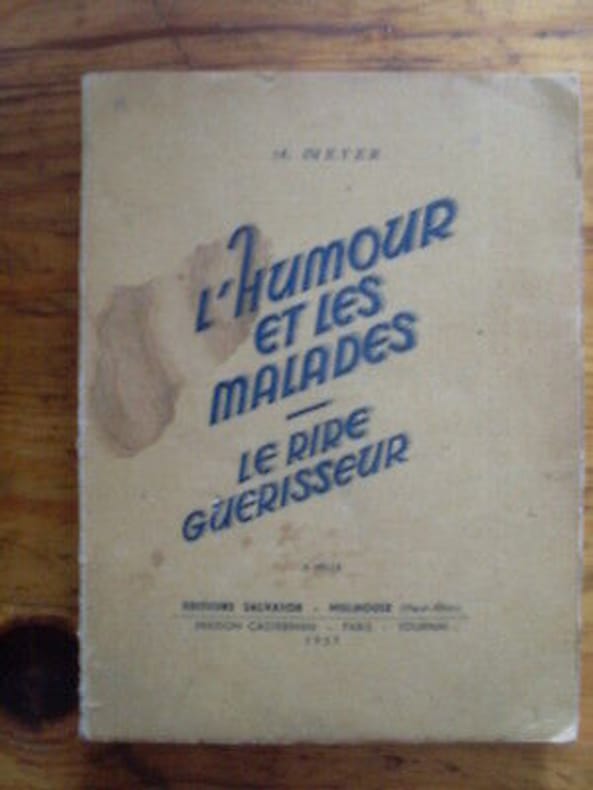 A. MEYER
L'HUMOUR
ET LES
MALADES
—
LE RIRE
GUERISSEUR
EDITIONS SALVATOR - MULHOUSE (Haut-Rhin)
MAISON CASTERMAN - PARIS - TOURNAI